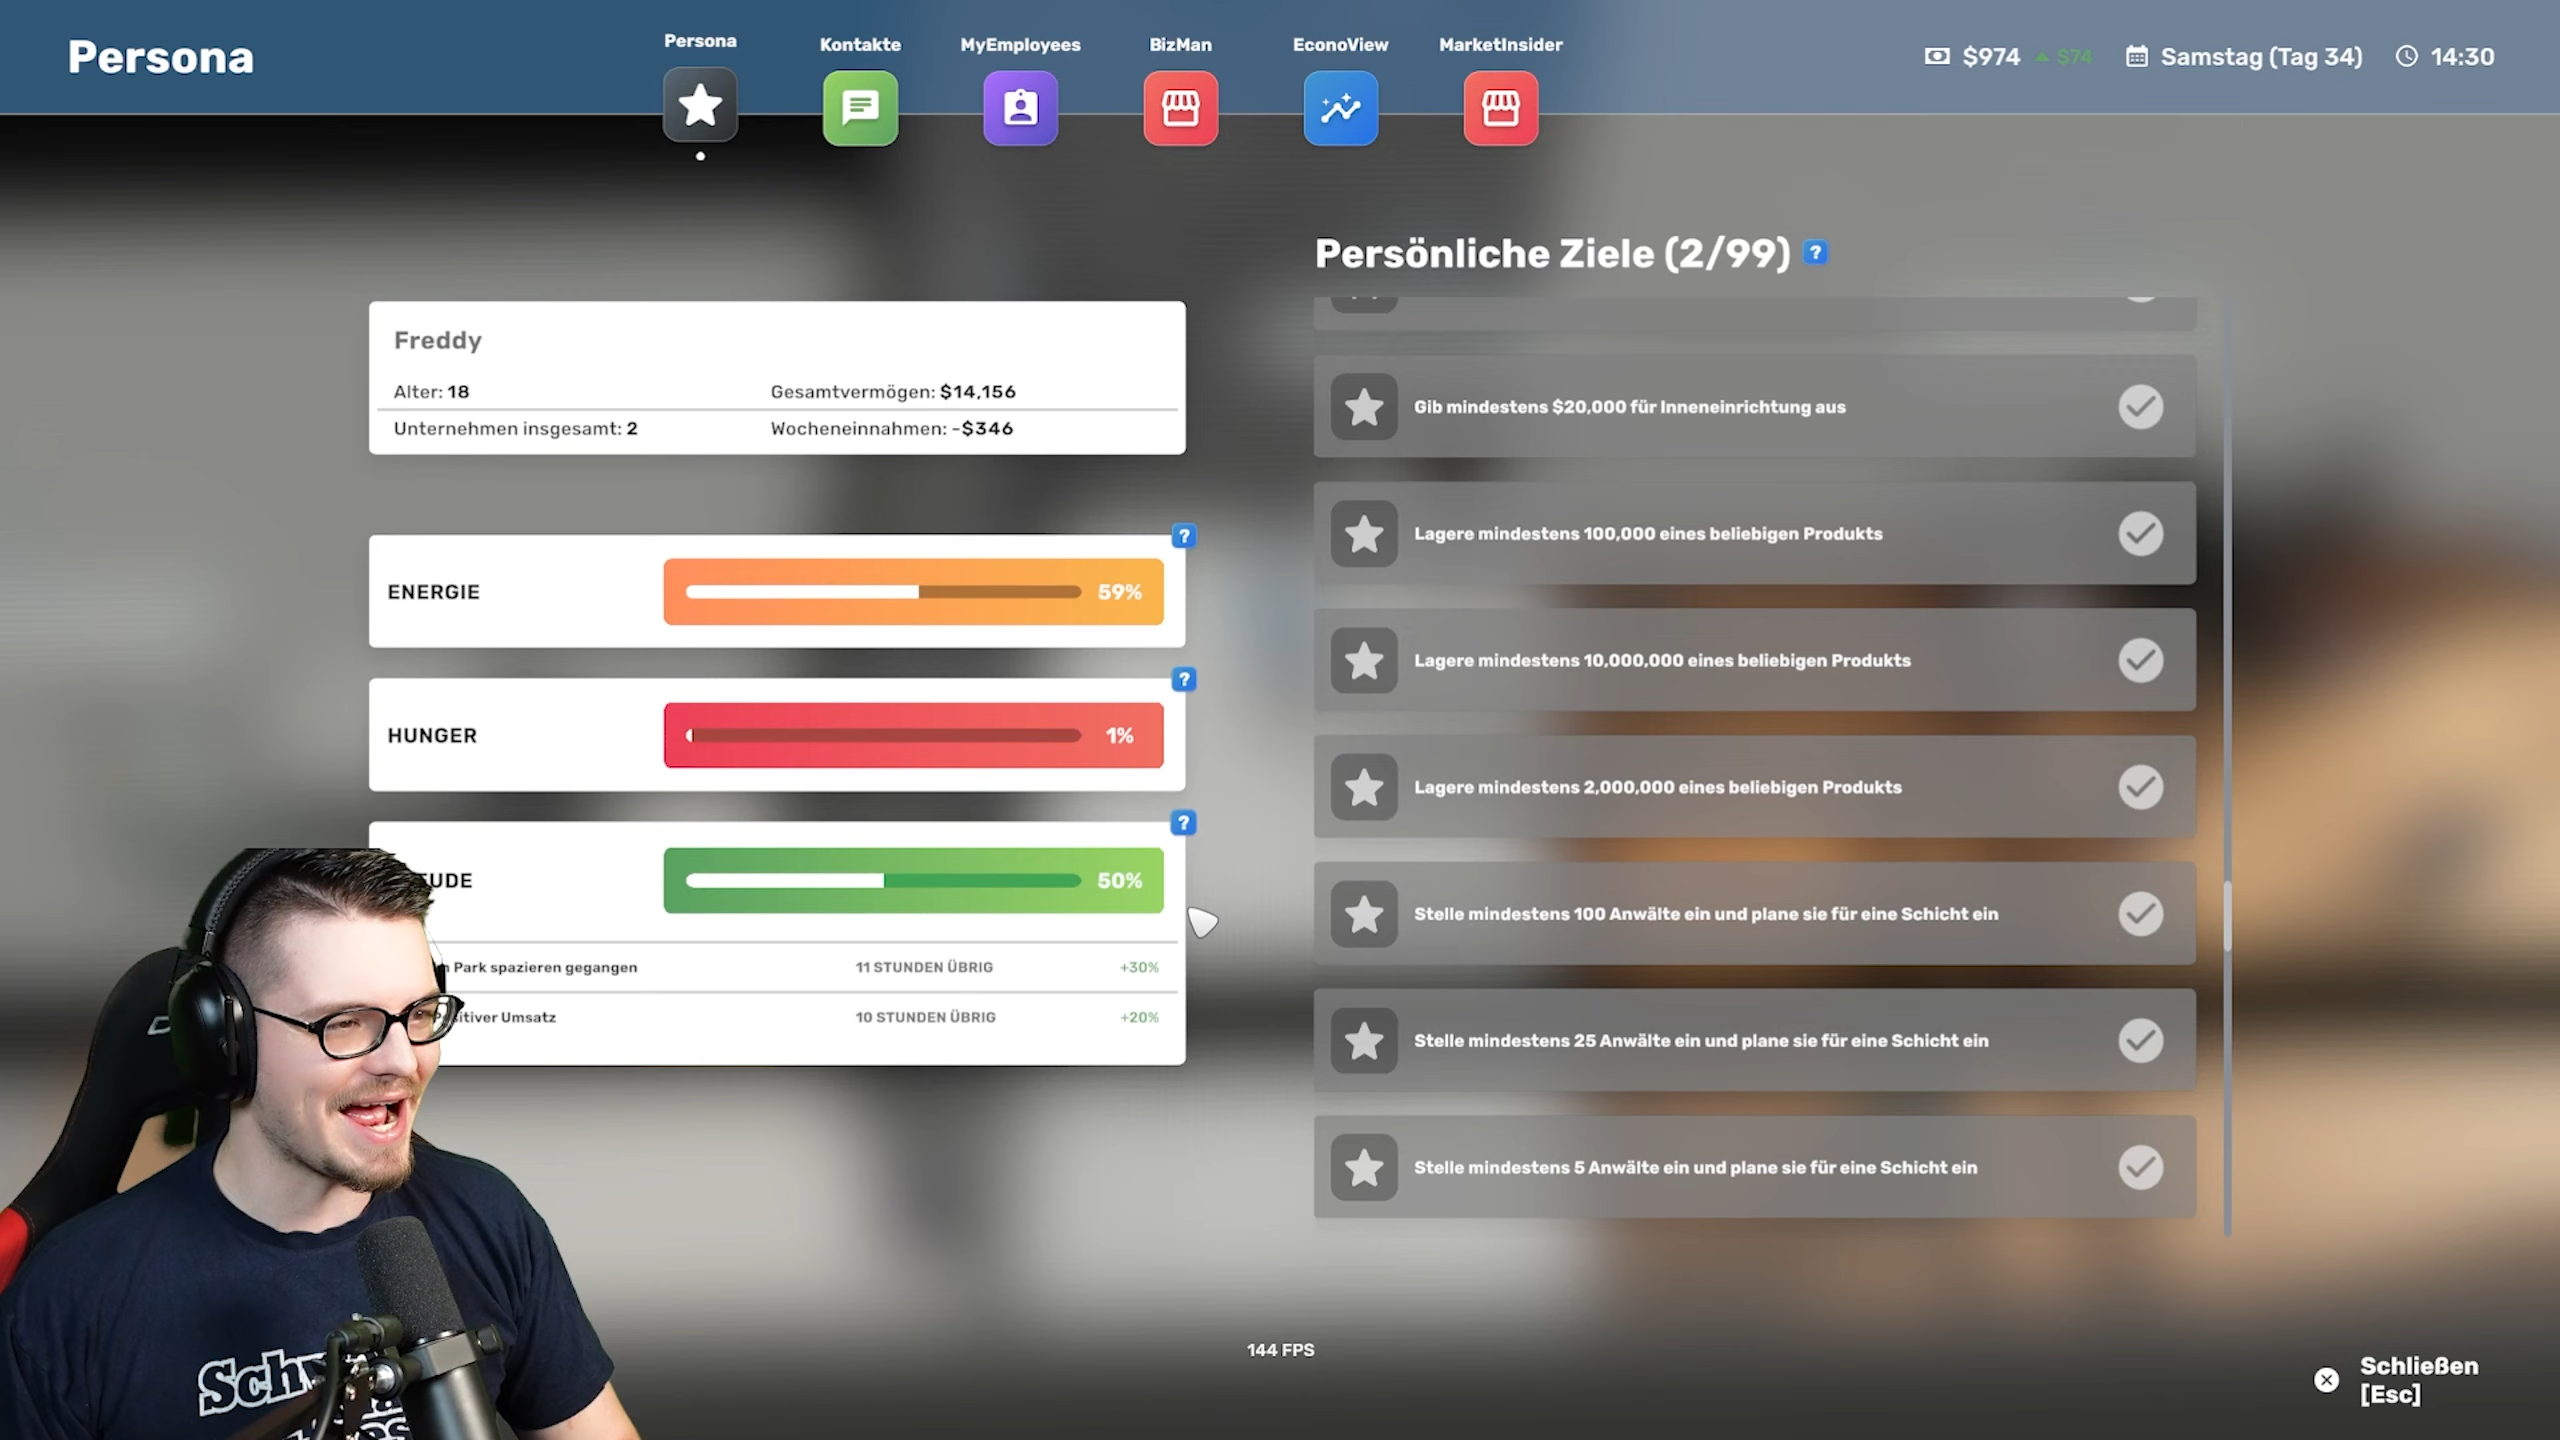 Persona
Persona
Kontakte
MyEmployees
BizMan
EconoView
MarketInsider
$974
$74
Samstag (Tag 34)
14:30
Freddy
Alter: 18
Gesamtvermögen: $14,156
Unternehmen insgesamt: 2
Wocheneinnahmen: -$346
?
ENERGIE
59%
?
HUNGER
1%
?
UDE
50%
Park spazieren gegangen
11 STUNDEN ÜBRIG
+30%
Positiver Umsatz
10 STUNDEN ÜBRIG
+20%
Persönliche Ziele (2/99)
?
Gib mindestens $20,000 für Inneneinrichtung aus
Lagere mindestens 100,000 eines beliebigen Produkts
Lagere mindestens 10,000,000 eines beliebigen Produkts
Lagere mindestens 2,000,000 eines beliebigen Produkts
Stelle mindestens 100 Anwälte ein und plane sie für eine Schicht ein
Stelle mindestens 25 Anwälte ein und plane sie für eine Schicht ein
Stelle mindestens 5 Anwälte ein und plane sie für eine Schicht ein
144 FPS
Schließen
[Esc]